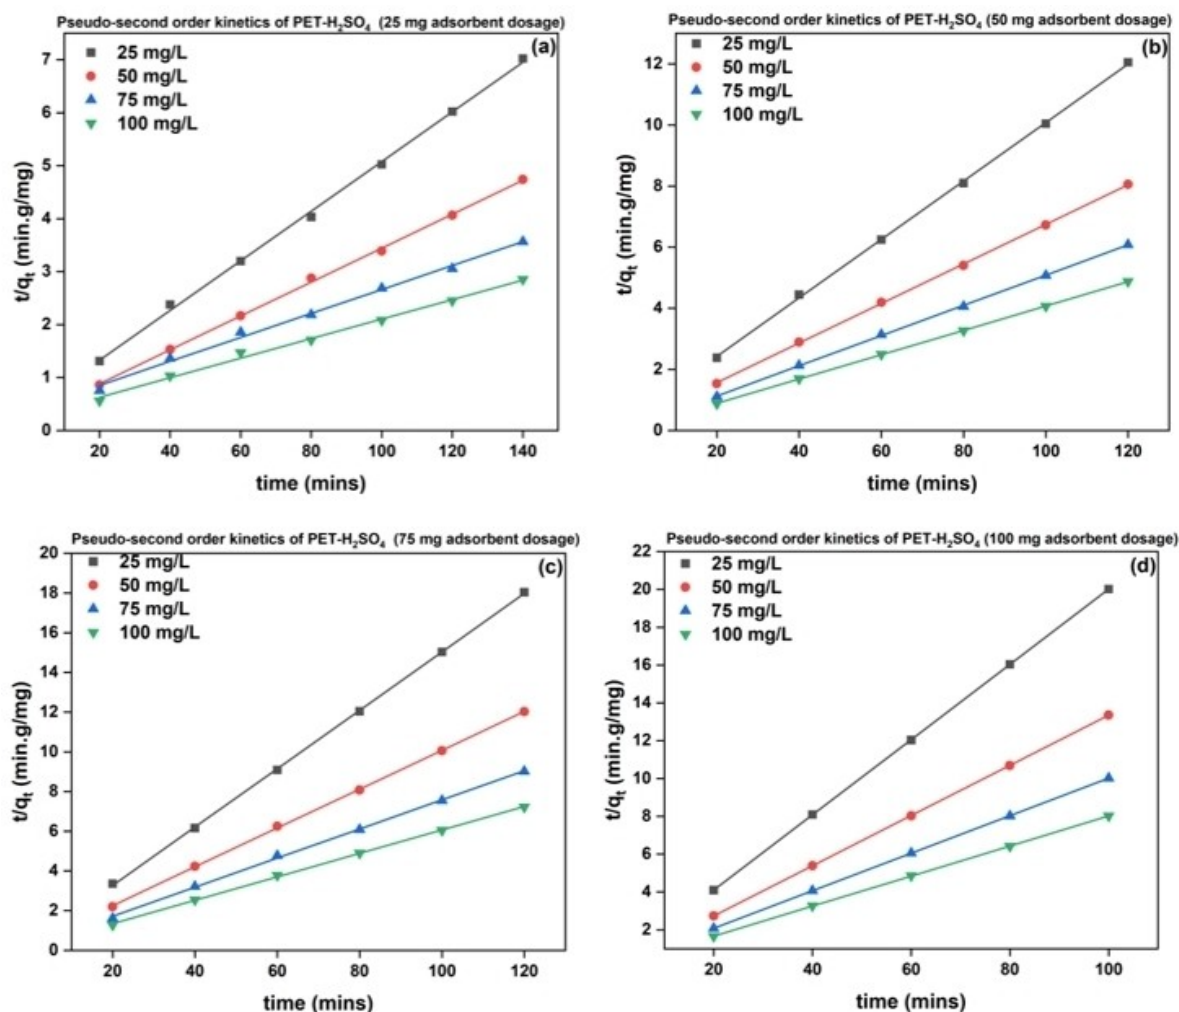 Pseudo-second order kinetics of PET-H₂SO₄ (25 mg adsorbent dosage)
(a)
25 mg/L
50 mg/L
75 mg/L
100 mg/L
t/qₜ (min.g/mg)
7
6
5
4
3
2
1
0
20 40 60 80 100 120 140
time (mins)
Pseudo-second order kinetics of PET-H₂SO₄ (50 mg adsorbent dosage)
(b)
25 mg/L
50 mg/L
75 mg/L
100 mg/L
t/qₜ (min.g/mg)
12
10
8
6
4
2
0
20 40 60 80 100 120
time (mins)
Pseudo-second order kinetics of PET-H₂SO₄ (75 mg adsorbent dosage)
(c)
25 mg/L
50 mg/L
75 mg/L
100 mg/L
t/qₜ (min.g/mg)
20
18
16
14
12
10
8
6
4
2
0
20 40 60 80 100 120
time (mins)
Pseudo-second order kinetics of PET-H₂SO₄ (100 mg adsorbent dosage)
(d)
25 mg/L
50 mg/L
75 mg/L
100 mg/L
t/qₜ (min.g/mg)
22
20
18
16
14
12
10
8
6
4
2
20 40 60 80 100
time (mins)